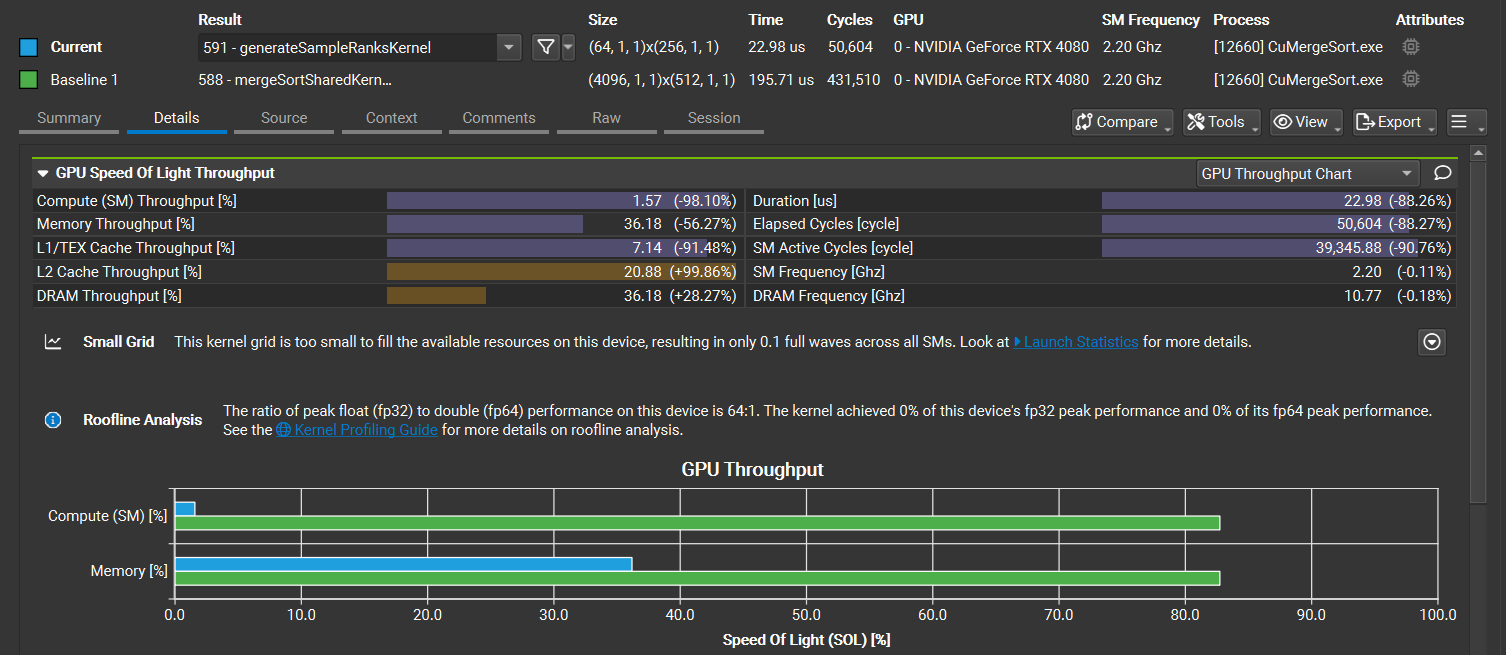 Result Size Time Cycles GPU SM Frequency Process Attributes
Current 591 - generateSampleRanksKernel (64, 1, 1)x(256, 1, 1) 22.98 us 50,604 0 - NVIDIA GeForce RTX 4080 2.20 Ghz [12660] CuMergeSort.exe
Baseline 1 588 - mergeSortSharedKern... (4096, 1, 1)x(512, 1, 1) 195.71 us 431,510 0 - NVIDIA GeForce RTX 4080 2.20 Ghz [12660] CuMergeSort.exe
Summary Details Source Context Comments Raw Session Compare Tools View Export
GPU Speed Of Light Throughput GPU Throughput Chart
Compute (SM) Throughput [%] 1.57 (-98.10%) Duration [us] 22.98 (-88.26%)
Memory Throughput [%] 36.18 (-56.27%) Elapsed Cycles [cycle] 50,604 (-88.27%)
L1/TEX Cache Throughput [%] 7.14 (-91.48%) SM Active Cycles [cycle] 39,345.88 (-90.76%)
L2 Cache Throughput [%] 20.88 (+99.86%) SM Frequency [Ghz] 2.20 (-0.11%)
DRAM Throughput [%] 36.18 (+28.27%) DRAM Frequency [Ghz] 10.77 (-0.18%)
Small Grid This kernel grid is too small to fill the available resources on this device, resulting in only 0.1 full waves across all SMs. Look at Launch Statistics for more details.
Roofline Analysis The ratio of peak float (fp32) to double (fp64) performance on this device is 64:1. The kernel achieved 0% of this device's fp32 peak performance and 0% of its fp64 peak performance.
See the Kernel Profiling Guide for more details on roofline analysis.
GPU Throughput
Compute (SM) [%]
Memory [%]
0.0 10.0 20.0 30.0 40.0 50.0 60.0 70.0 80.0 90.0 100.0
Speed Of Light (SOL) [%]